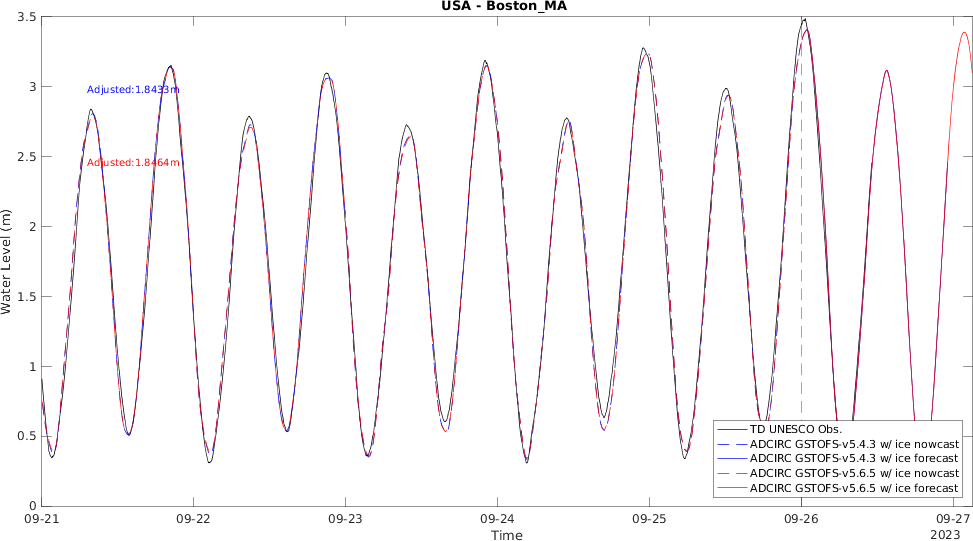 USA - Boston_MA
3.5
3
2.5
2
1.5
1
0.5
0
Water Level (m)
Adjusted:1.8433m
Adjusted:1.8464m
TD UNESCO Obs.
ADCIRC GSTOFS-v5.4.3 w/ ice nowcast
ADCIRC GSTOFS-v5.4.3 w/ ice forecast
ADCIRC GSTOFS-v5.6.5 w/ ice nowcast
ADCIRC GSTOFS-v5.6.5 w/ ice forecast
09-21 09-22 09-23 09-24 09-25 09-26 09-27
Time
2023